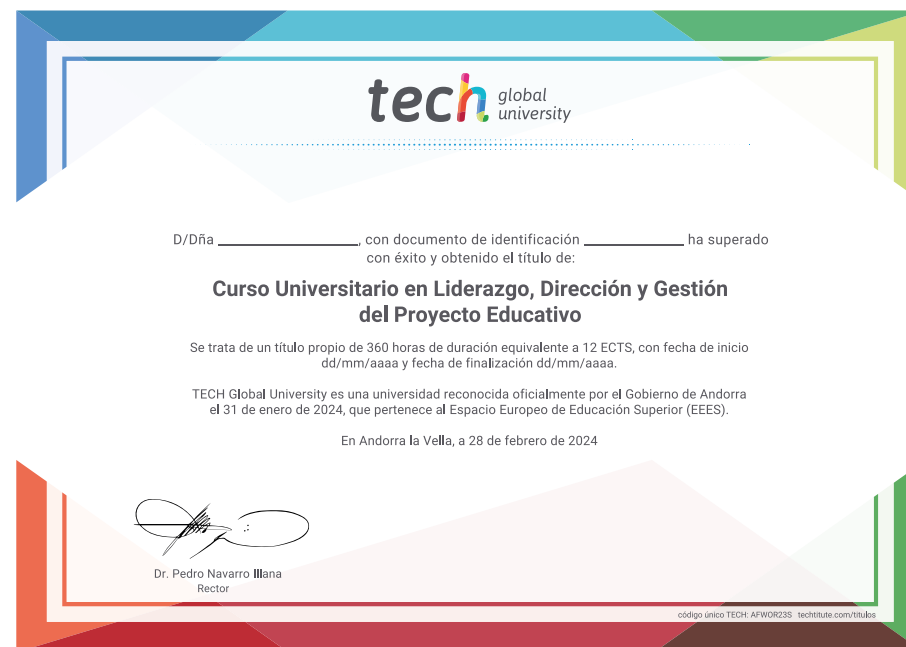 tech global university
D/Dña ____________________, con documento de identificación ______________ ha superado
con éxito y obtenido el título de:
Curso Universitario en Liderazgo, Dirección y Gestión
del Proyecto Educativo
Se trata de un título propio de 360 horas de duración equivalente a 12 ECTS, con fecha de inicio
dd/mm/aaaa y fecha de finalización dd/mm/aaaa.
TECH Global University es una universidad reconocida oficialmente por el Gobierno de Andorra
el 31 de enero de 2024, que pertenece al Espacio Europeo de Educación Superior (EEES).
En Andorra la Vella, a 28 de febrero de 2024
Dr. Pedro Navarro Illana
Rector
código único TECH: AFWOR23S techtitute.com/titulos